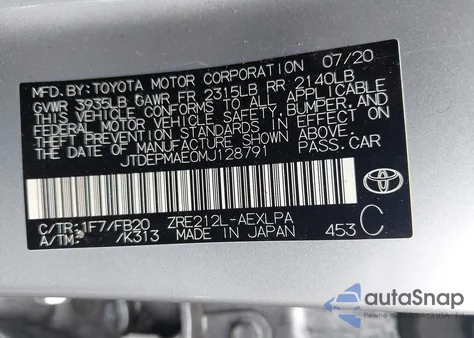 MFD. BY: TOYOTA MOTOR CORPORATION 07/20
GVWR 3935LB GAWR FR 2315LB RR 2140LB
THIS VEHICLE CONFORMS TO ALL APPLICABLE
FEDERAL MOTOR VEHICLE SAFETY, BUMPER, AND
THEFT PREVENTION STANDARDS IN EFFECT ON
THE DATE OF MANUFACTURE SHOWN ABOVE.
JTDEPMAE0MJ128791 PASS.CAR
C/TR:1F7/FB20 ZRE212L-AEXLPA C
A/TM: /K313 MADE IN JAPAN 453
autoSnap